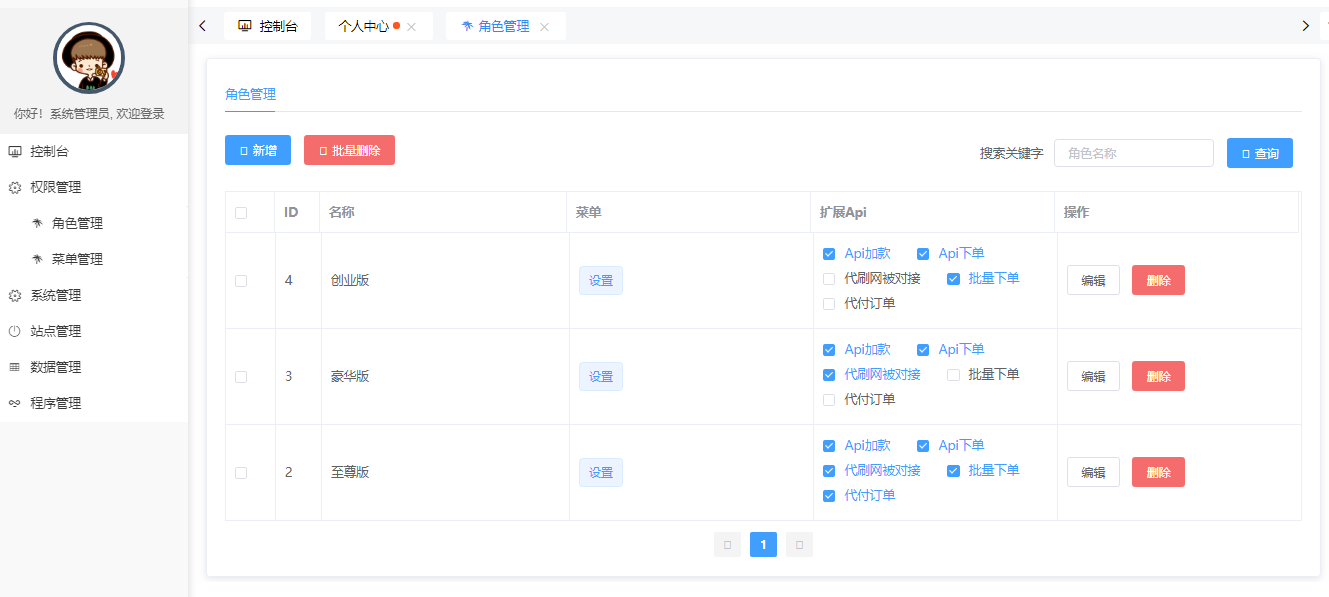 控制台 个人中心 角色管理
你好！系统管理员, 欢迎登录
控制台
权限管理
角色管理
菜单管理
系统管理
站点管理
数据管理
程序管理
角色管理
新增 批量删除 搜索关键字 角色名称 查询
ID 名称 菜单 扩展Api 操作
4 创业版 设置 Api加款 Api下单 编辑 删除
代刷网被对接 批量下单
代付订单
3 豪华版 设置 Api加款 Api下单 编辑 删除
代刷网被对接 批量下单
代付订单
2 至尊版 设置 Api加款 Api下单 编辑 删除
代刷网被对接 批量下单
代付订单
1